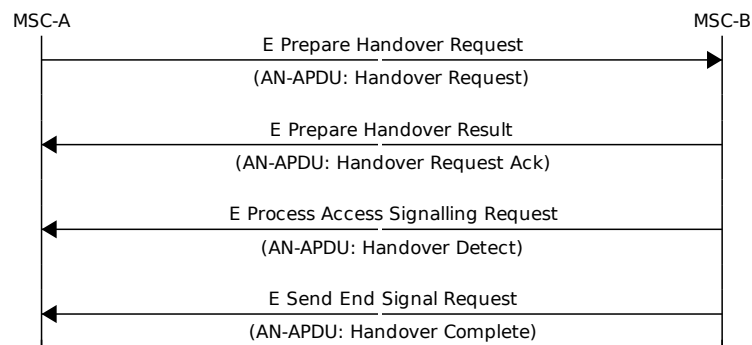 MSC-A
MSC-B
E Prepare Handover Request
(AN-APDU: Handover Request)
E Prepare Handover Result
(AN-APDU: Handover Request Ack)
E Process Access Signalling Request
(AN-APDU: Handover Detect)
E Send End Signal Request
(AN-APDU: Handover Complete)